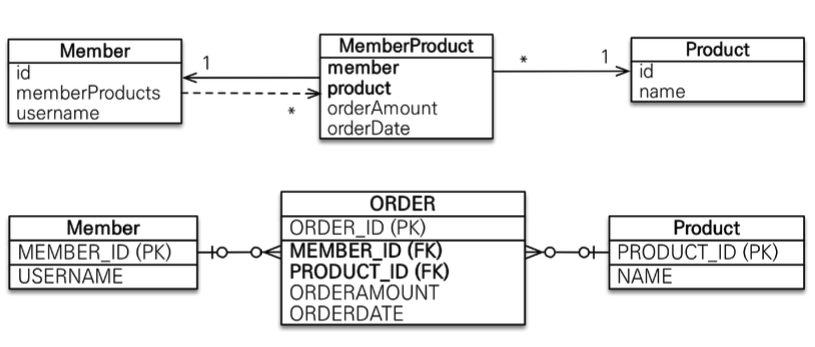 Member
id
memberProducts
username
1
*
MemberProduct
member
product
orderAmount
orderDate
*
1
Product
id
name
Member
MEMBER_ID (PK)
USERNAME
ORDER
ORDER_ID (PK)
MEMBER_ID (FK)
PRODUCT_ID (FK)
ORDERAMOUNT
ORDERDATE
Product
PRODUCT_ID (PK)
NAME